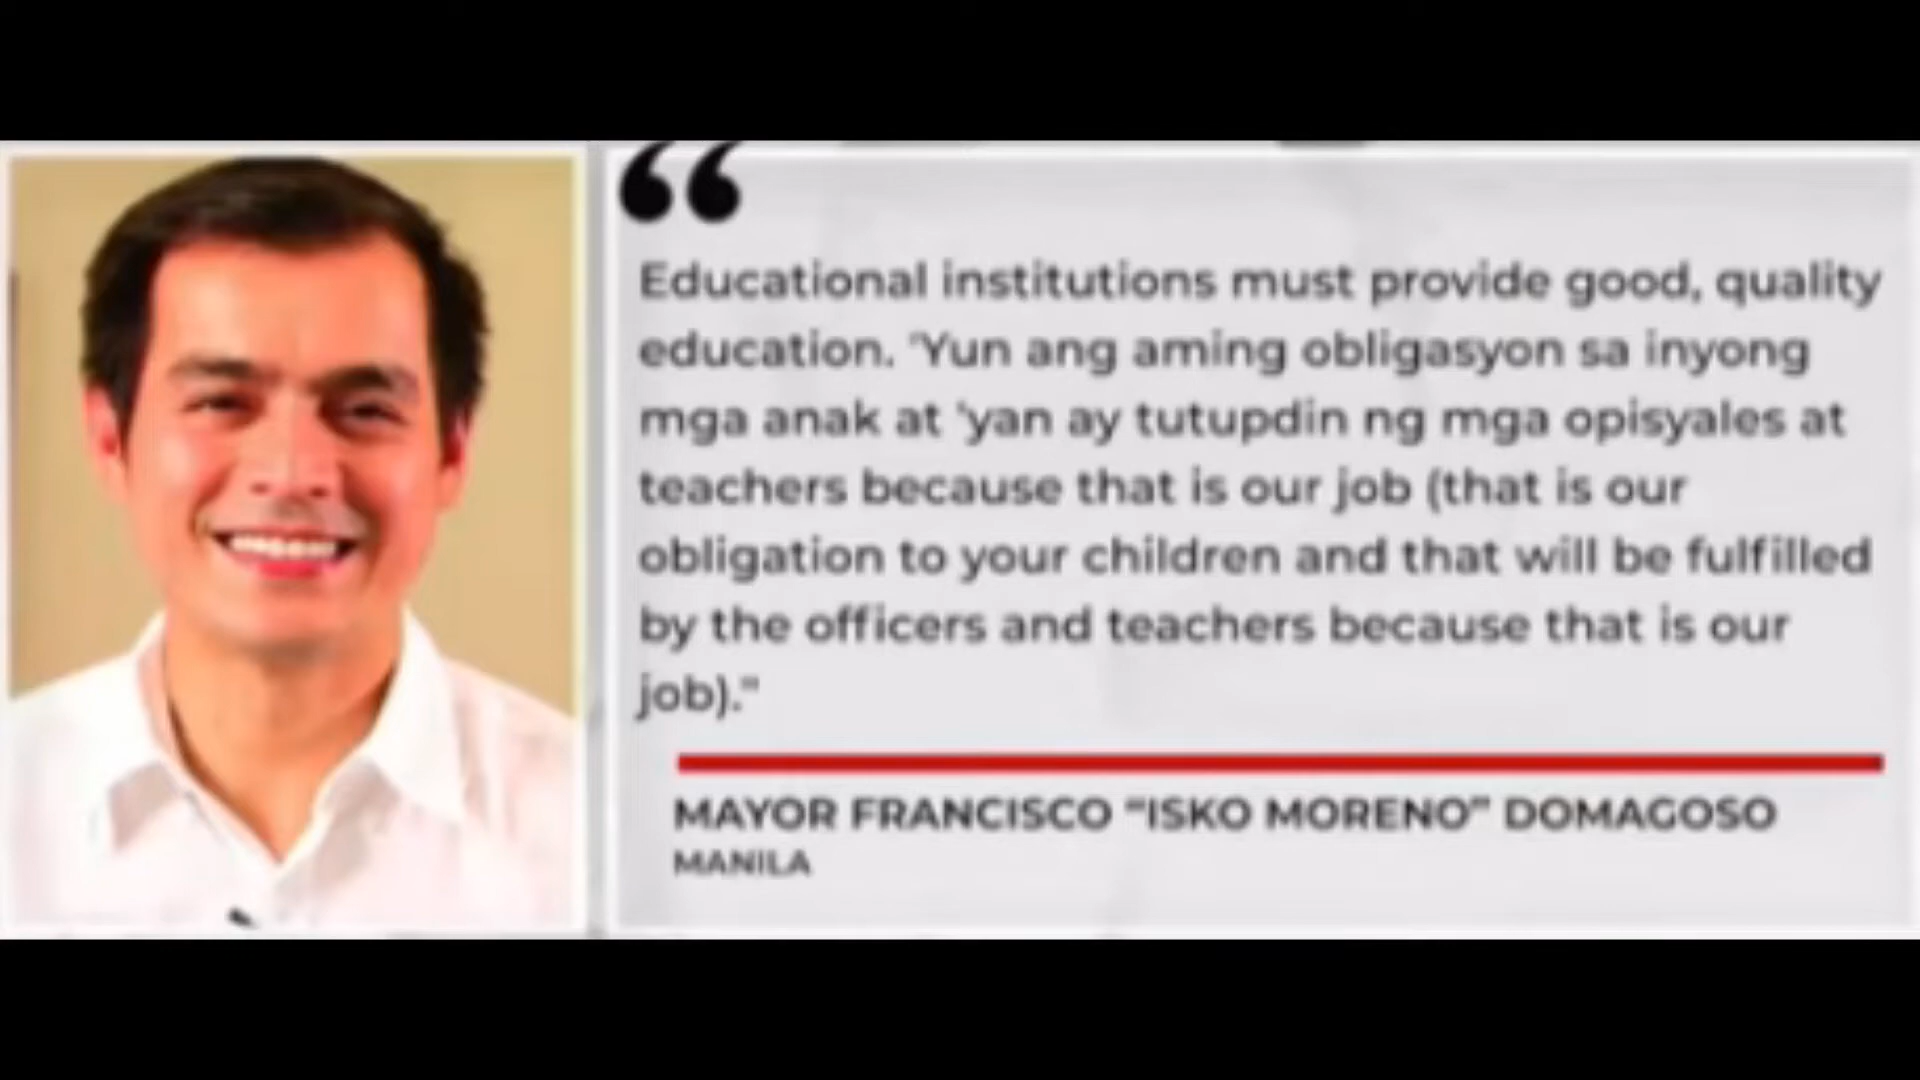 “
Educational institutions must provide good, quality
education. 'Yun ang aming obligasyon sa inyong
mga anak at 'yan ay tutupdin ng mga opisyales at
teachers because that is our job (that is our
obligation to your children and that will be fulfilled
by the officers and teachers because that is our
job)."
MAYOR FRANCISCO “ISKO MORENO” DOMAGOSO
MANILA